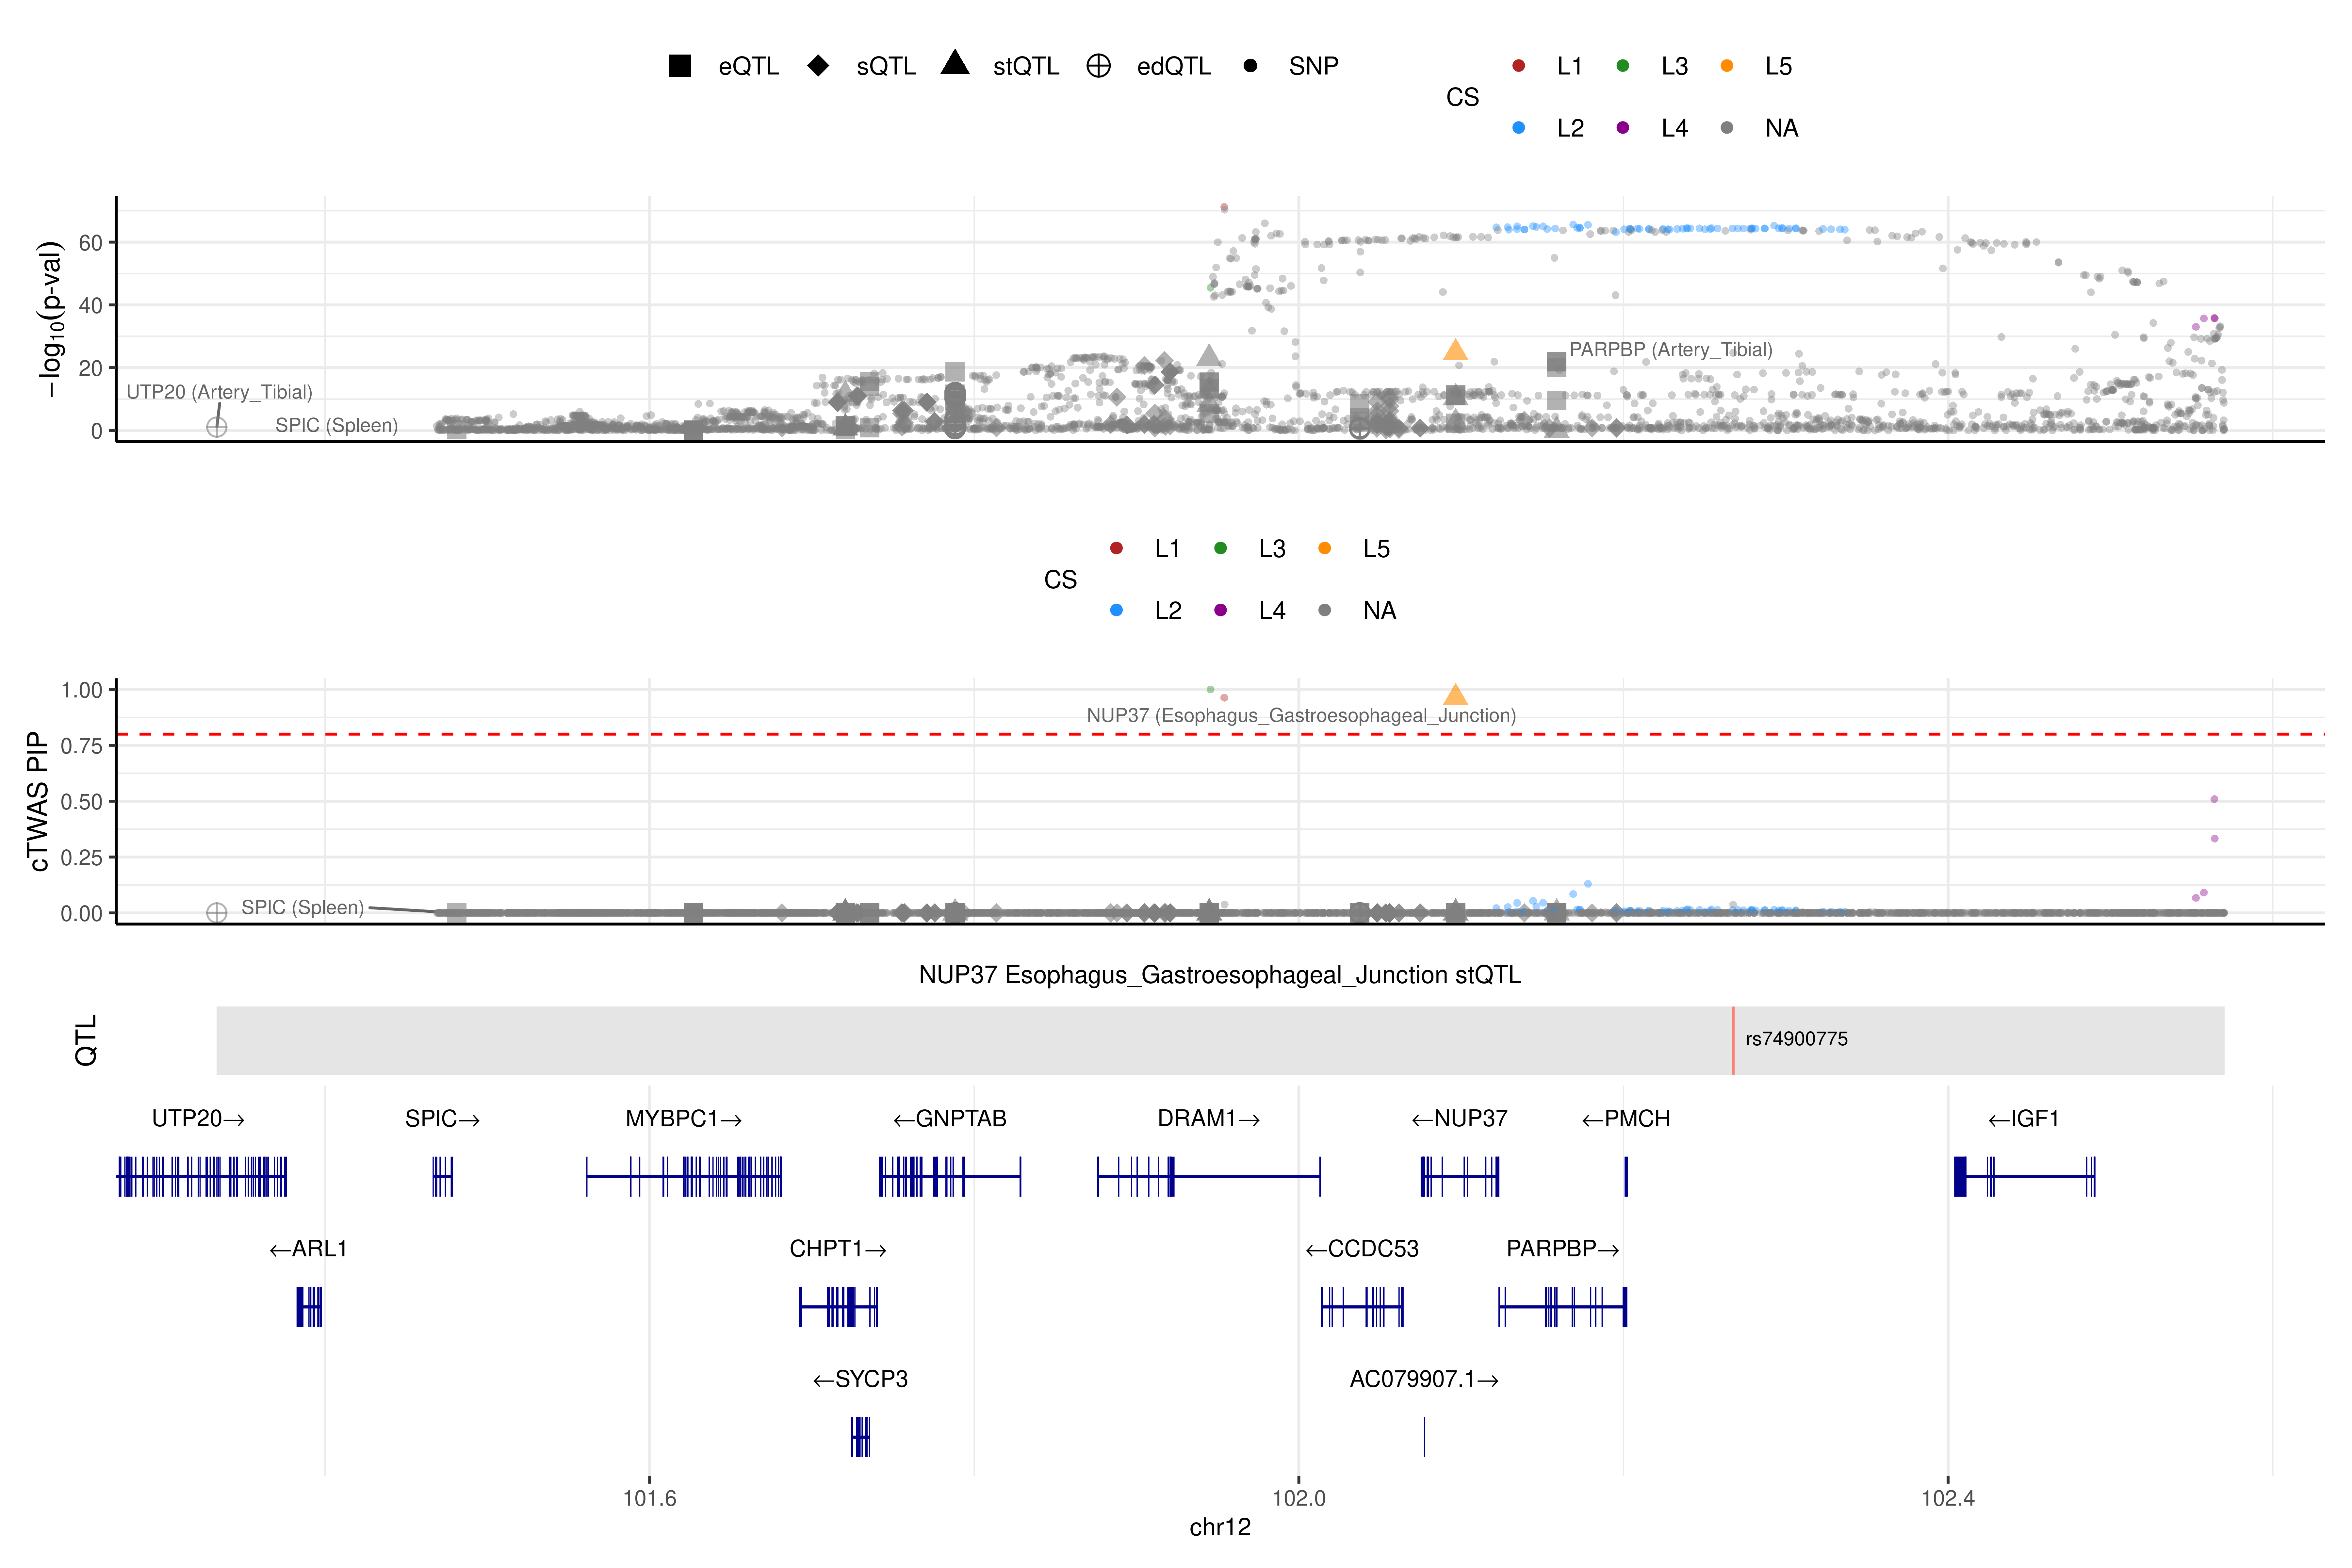 eQTL sQTL stQTL edQTL SNP
CS
L1 L3 L5
L2 L4 NA
−log10(p-val)
60
40
20
0
UTP20 (Artery_Tibial)
SPIC (Spleen)
PARPBP (Artery_Tibial)
CS
L1 L3 L5
L2 L4 NA
cTWAS PIP
1.00
0.75
0.50
0.25
0.00
NUP37 (Esophagus_Gastroesophageal_Junction)
SPIC (Spleen)
NUP37 Esophagus_Gastroesophageal_Junction stQTL
QTL
rs74900775
UTP20→ SPIC→ MYBPC1→ ←GNPTAB DRAM1→ ←NUP37 ←PMCH ←IGF1
←ARL1 CHPT1→ ←CCDC53 PARPBP→
←SYCP3 AC079907.1→
101.6 102.0 102.4
chr12